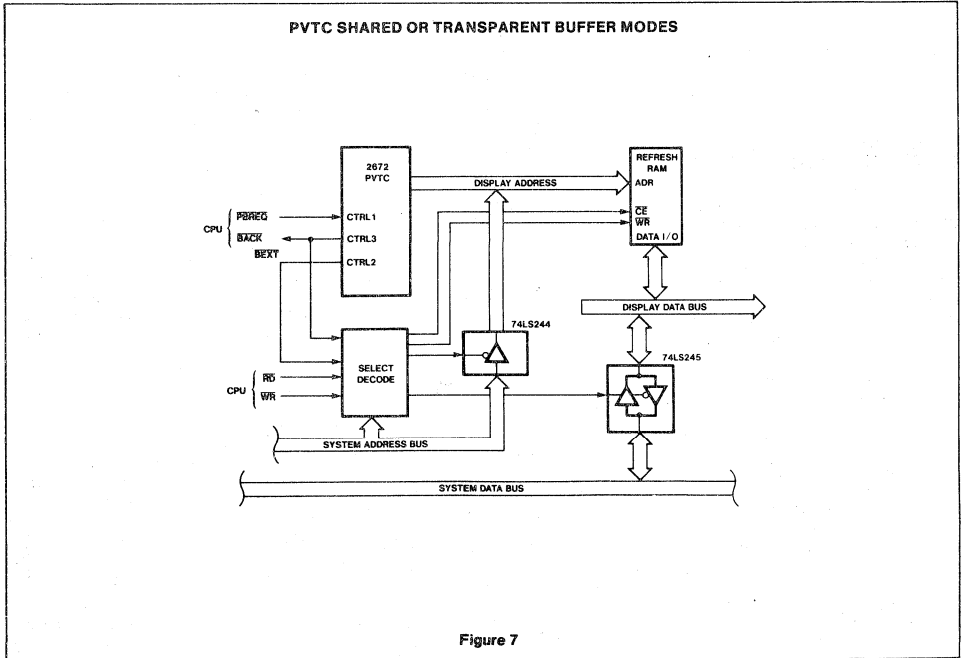 PVTC SHARED OR TRANSPARENT BUFFER MODES
2672
PVTC
CTRL1
CTRL3
CTRL2
CPU
PBREQ
BACK
BEXT
DISPLAY ADDRESS
REFRESH
RAM
ADR
CE
WR
DATA I/O
DISPLAY DATA BUS
74LS244
74LS245
SELECT
DECODE
CPU
RD
WR
SYSTEM ADDRESS BUS
SYSTEM DATA BUS
Figure 7